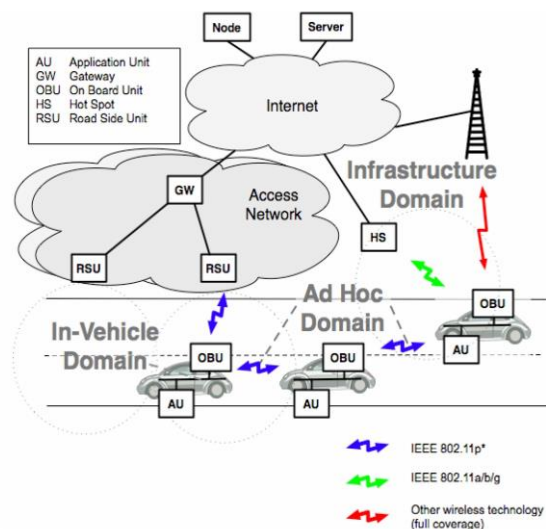 Node
Server
AU Application Unit
GW Gateway
OBU On Board Unit
HS Hot Spot
RSU Road Side Unit
Internet
Infrastructure
Domain
GW
Access
Network
HS
RSU
RSU
Ad Hoc
Domain
OBU
In-Vehicle
Domain
OBU
OBU
AU
AU
AU
IEEE 802.11p*
IEEE 802.11a/b/g
Other wireless technology
(full coverage)